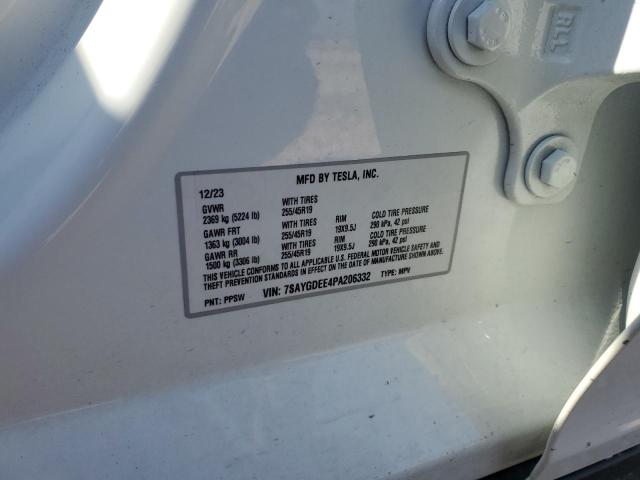 RLL
MFD BY TESLA, INC.
12/23
GVWR WITH TIRES
2369 kg (5224 lb) 255/45R19
GAWR FRT WITH TIRES RIM COLD TIRE PRESSURE
1363 kg (3004 lb) 255/45R19 19X9.5J 290 kPa, 42 psi
GAWR RR WITH TIRES RIM COLD TIRE PRESSURE
1500 kg (3306 lb) 255/45R19 19X9.5J 290 kPa, 42 psi
THIS VEHICLE CONFORMS TO ALL APPLICABLE U.S. FEDERAL MOTOR VEHICLE SAFETY AND
THEFT PREVENTION STANDARDS IN EFFECT ON THE DATE OF MANUFACTURE SHOWN ABOVE.
PNT: PPSW VIN: 7SAYGDEE4PA206332 TYPE: MPV